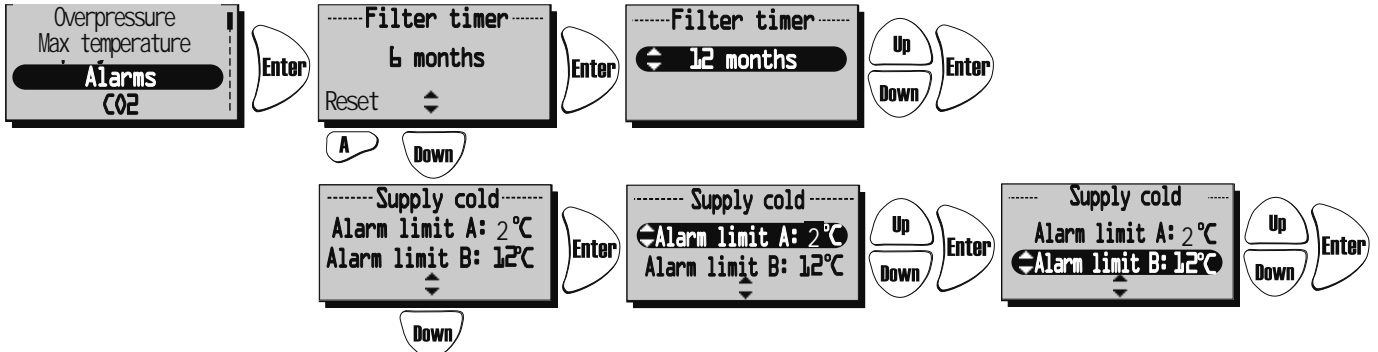 Overpressure
Max temperature
Alarms
CO2
Enter
Filter timer
6 months
Reset
A
Down
Enter
Filter timer
12 months
Up
Down
Enter
Supply cold
Alarm limit A: 2°C
Alarm limit B: 12°C
Down
Enter
Supply cold
Alarm limit A: 2°C
Alarm limit B: 12°C
Up
Down
Enter
Supply cold
Alarm limit A: 2°C
Alarm limit B: 12°C
Up
Down
Enter